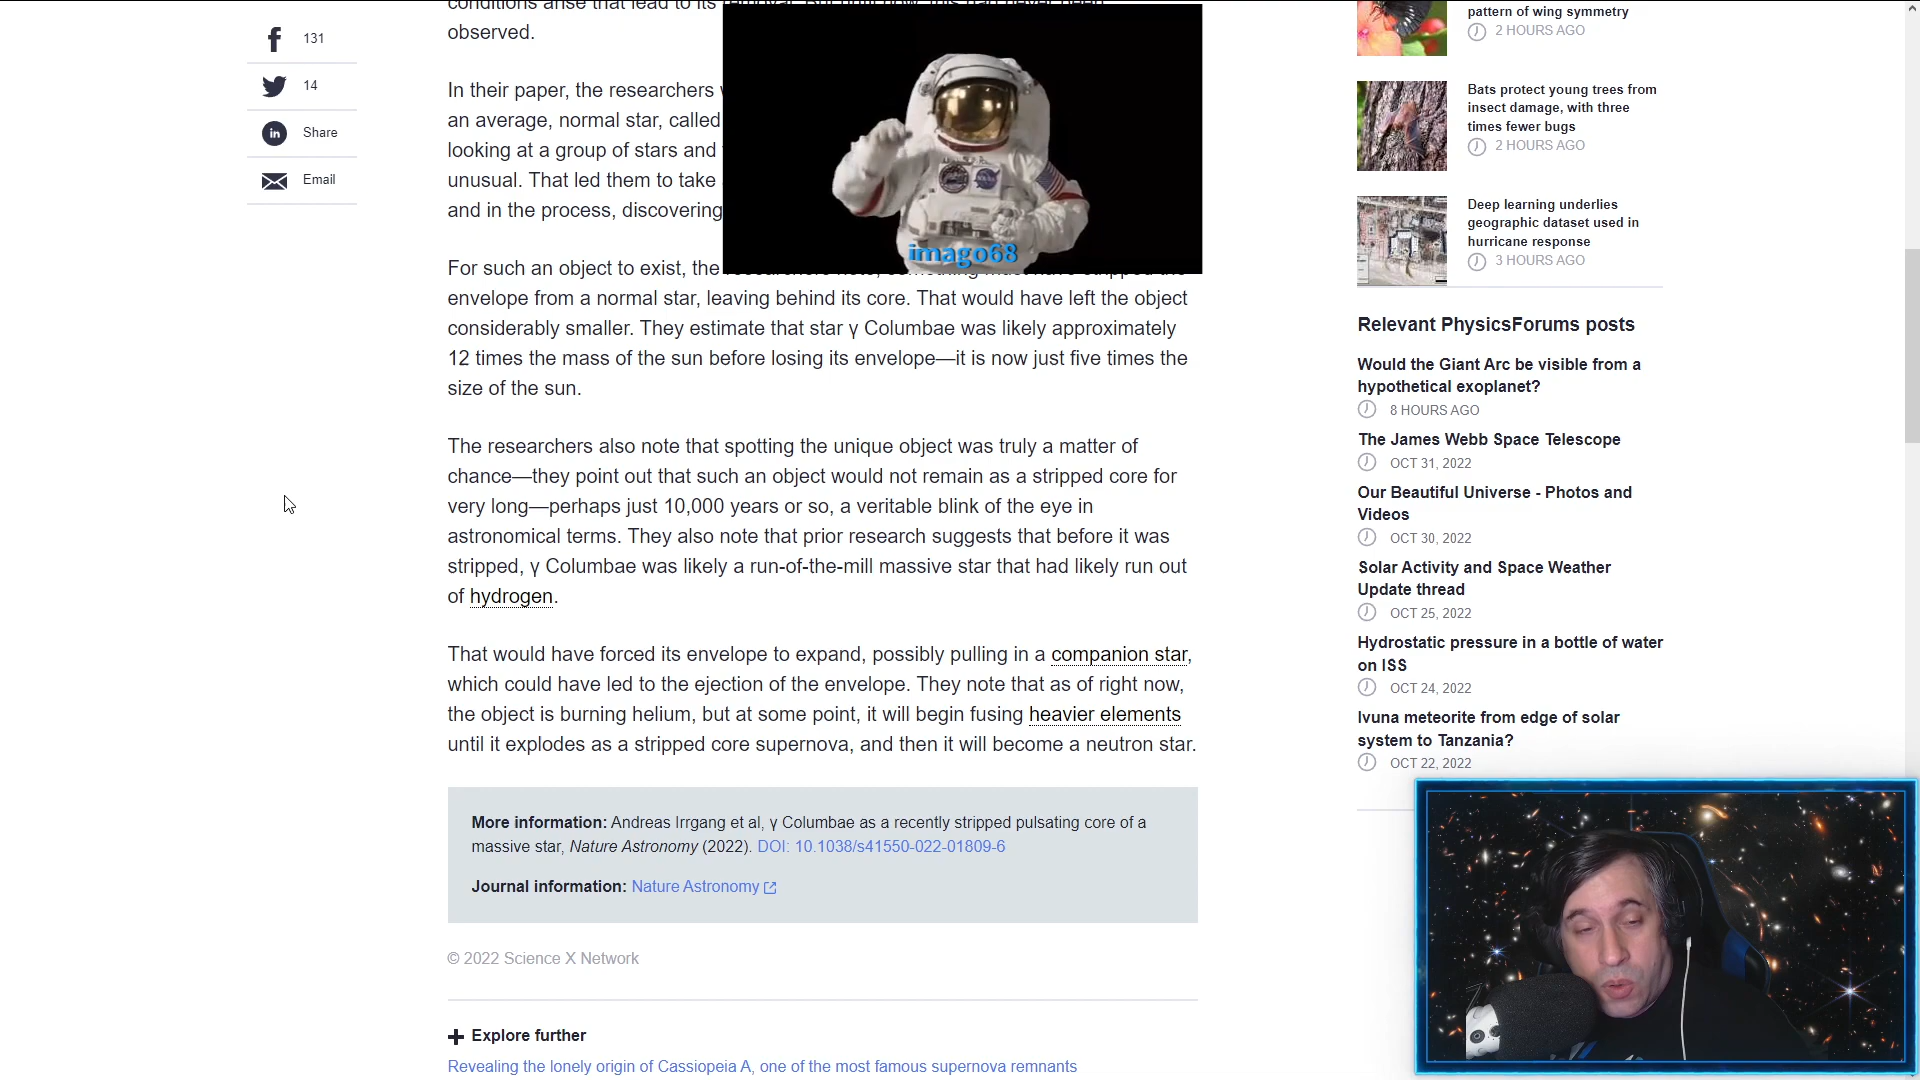 131
14
Share
Email
observed.
In their paper, the researchers
an average, normal star, called
looking at a group of stars and
unusual. That led them to take
and in the process, discovering
For such an object to exist, the
envelope from a normal star, leaving behind its core. That would have left the object
considerably smaller. They estimate that star γ Columbae was likely approximately
12 times the mass of the sun before losing its envelope—it is now just five times the
size of the sun.
The researchers also note that spotting the unique object was truly a matter of
chance—they point out that such an object would not remain as a stripped core for
very long—perhaps just 10,000 years or so, a veritable blink of the eye in
astronomical terms. They also note that prior research suggests that before it was
stripped, γ Columbae was likely a run-of-the-mill massive star that had likely run out
of hydrogen.
That would have forced its envelope to expand, possibly pulling in a companion star,
which could have led to the ejection of the envelope. They note that as of right now,
the object is burning helium, but at some point, it will begin fusing heavier elements
until it explodes as a stripped core supernova, and then it will become a neutron star.
More information: Andreas Irrgang et al, γ Columbae as a recently stripped pulsating core of a
massive star, Nature Astronomy (2022). DOI: 10.1038/s41550-022-01809-6
Journal information: Nature Astronomy
© 2022 Science X Network
Explore further
Revealing the lonely origin of Cassiopeia A, one of the most famous supernova remnants
imago68
pattern of wing symmetry
2 HOURS AGO
Bats protect young trees from
insect damage, with three
times fewer bugs
2 HOURS AGO
Deep learning underlies
geographic dataset used in
hurricane response
3 HOURS AGO
Relevant PhysicsForums posts
Would the Giant Arc be visible from a
hypothetical exoplanet?
8 HOURS AGO
The James Webb Space Telescope
OCT 31, 2022
Our Beautiful Universe - Photos and
Videos
OCT 30, 2022
Solar Activity and Space Weather
Update thread
OCT 25, 2022
Hydrostatic pressure in a bottle of water
on ISS
OCT 24, 2022
Ivuna meteorite from edge of solar
system to Tanzania?
OCT 22, 2022